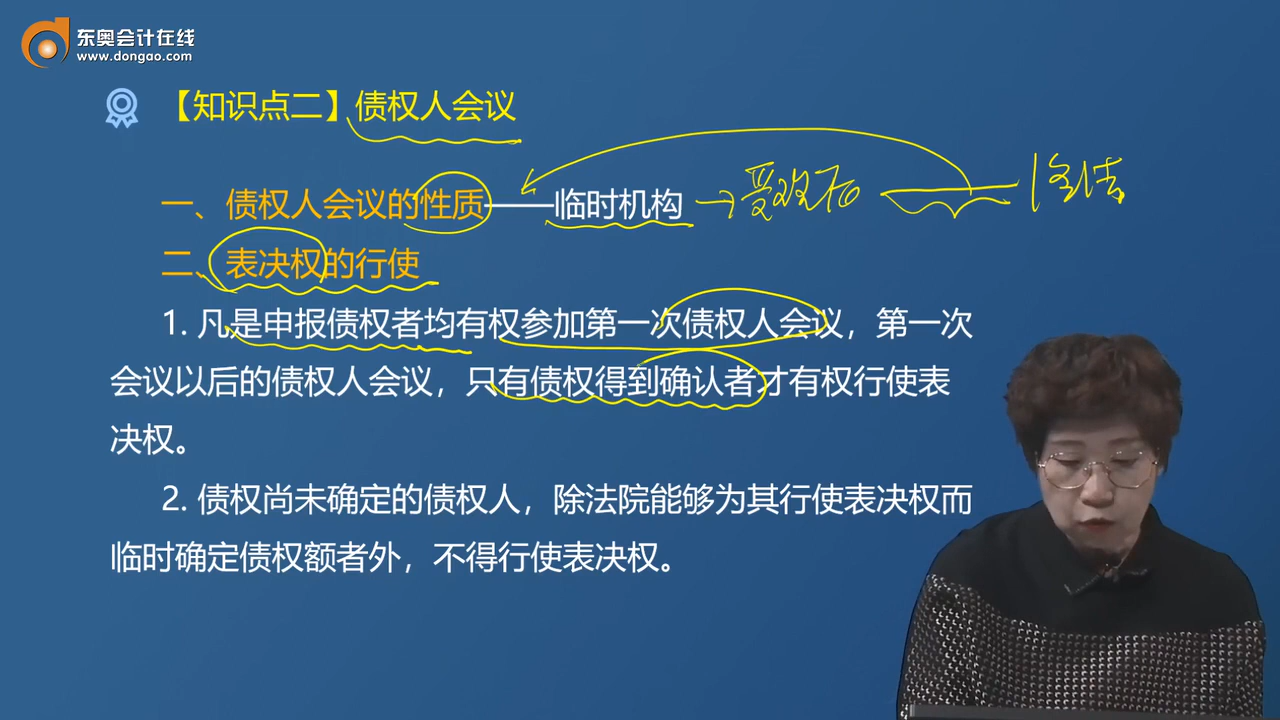 东奥会计在线
www.dongao.com
【知识点二】债权人会议
一、债权人会议的性质——临时机构 →受理后
二、表决权的行使
1. 凡是申报债权者均有权参加第一次债权人会议，第一次
会议以后的债权人会议，只有债权得到确认者才有权行使表
决权。
2. 债权尚未确定的债权人，除法院能够为其行使表决权而
临时确定债权额者外，不得行使表决权。